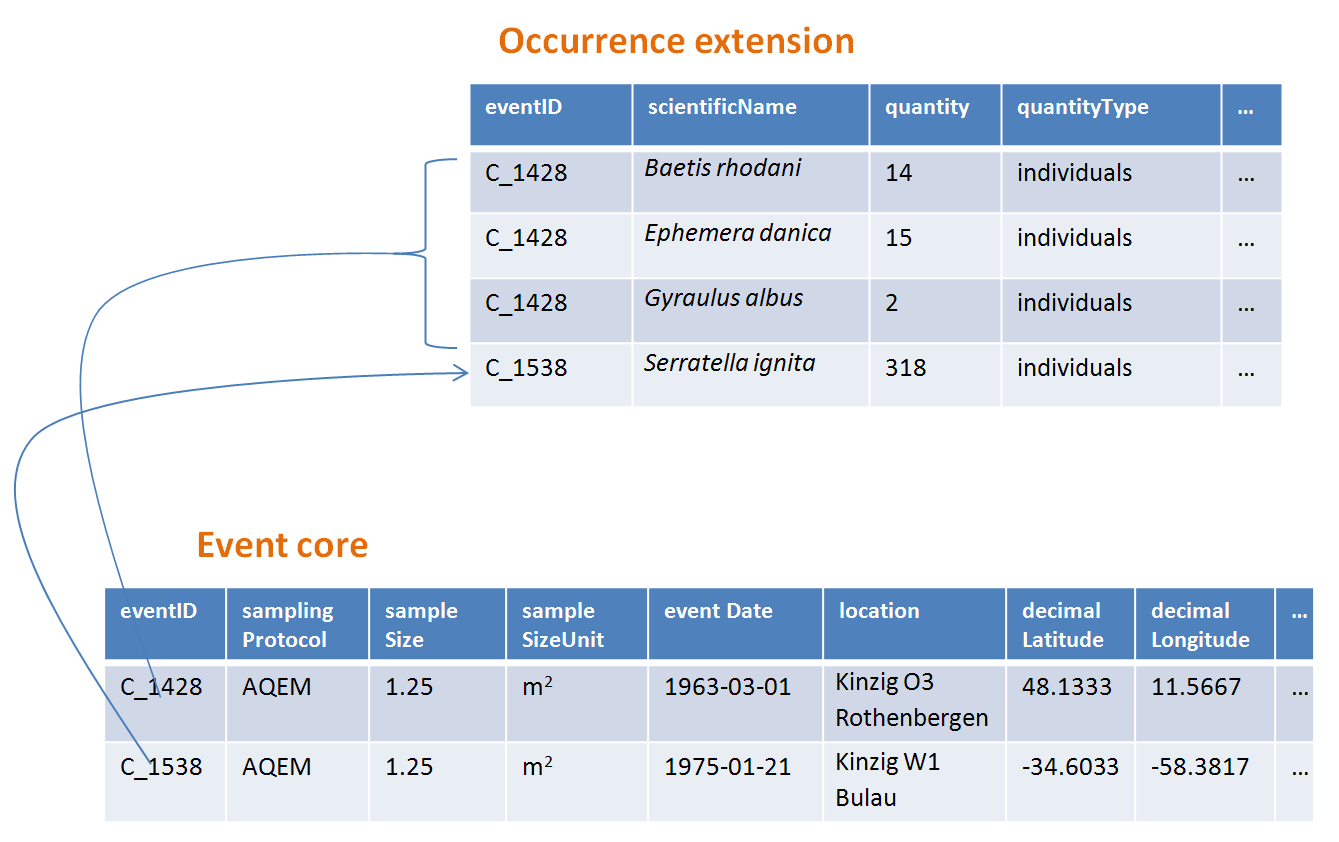 Occurrence extension
eventID scientificName quantity quantityType ...
C_1428 Baetis rhodani 14 individuals ...
C_1428 Ephemera danica 15 individuals ...
C_1428 Gyraulus albus 2 individuals ...
C_1538 Serratella ignita 318 individuals ...
Event core
eventID sampling sample sample event Date location decimal decimal ...
Protocol Size SizeUnit Latitude Longitude
C_1428 AQEM 1.25 m² 1963-03-01 Kinzig O3 48.1333 11.5667 ...
Rothenbergen
C_1538 AQEM 1.25 m² 1975-01-21 Kinzig W1 -34.6033 -58.3817 ...
Bulau